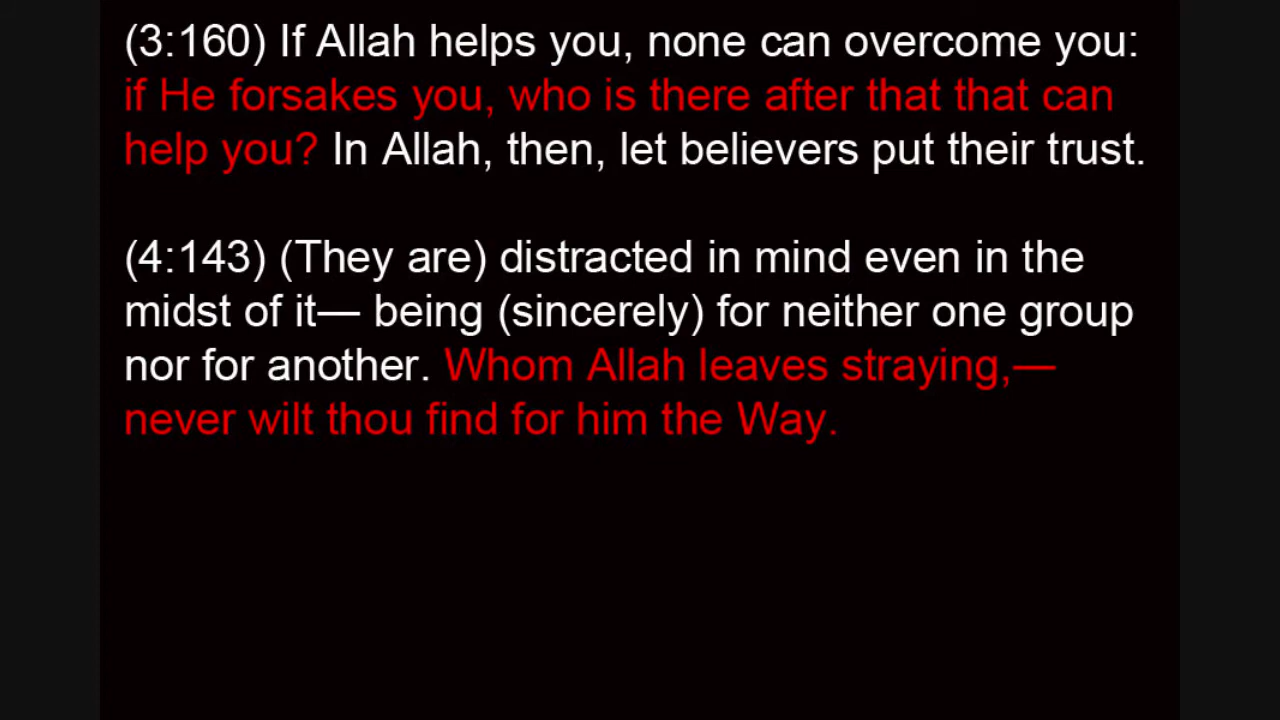 (3:160) If Allah helps you, none can overcome you:
if He forsakes you, who is there after that that can
help you? In Allah, then, let believers put their trust.
(4:143) (They are) distracted in mind even in the
midst of it— being (sincerely) for neither one group
nor for another. Whom Allah leaves straying,—
never wilt thou find for him the Way.